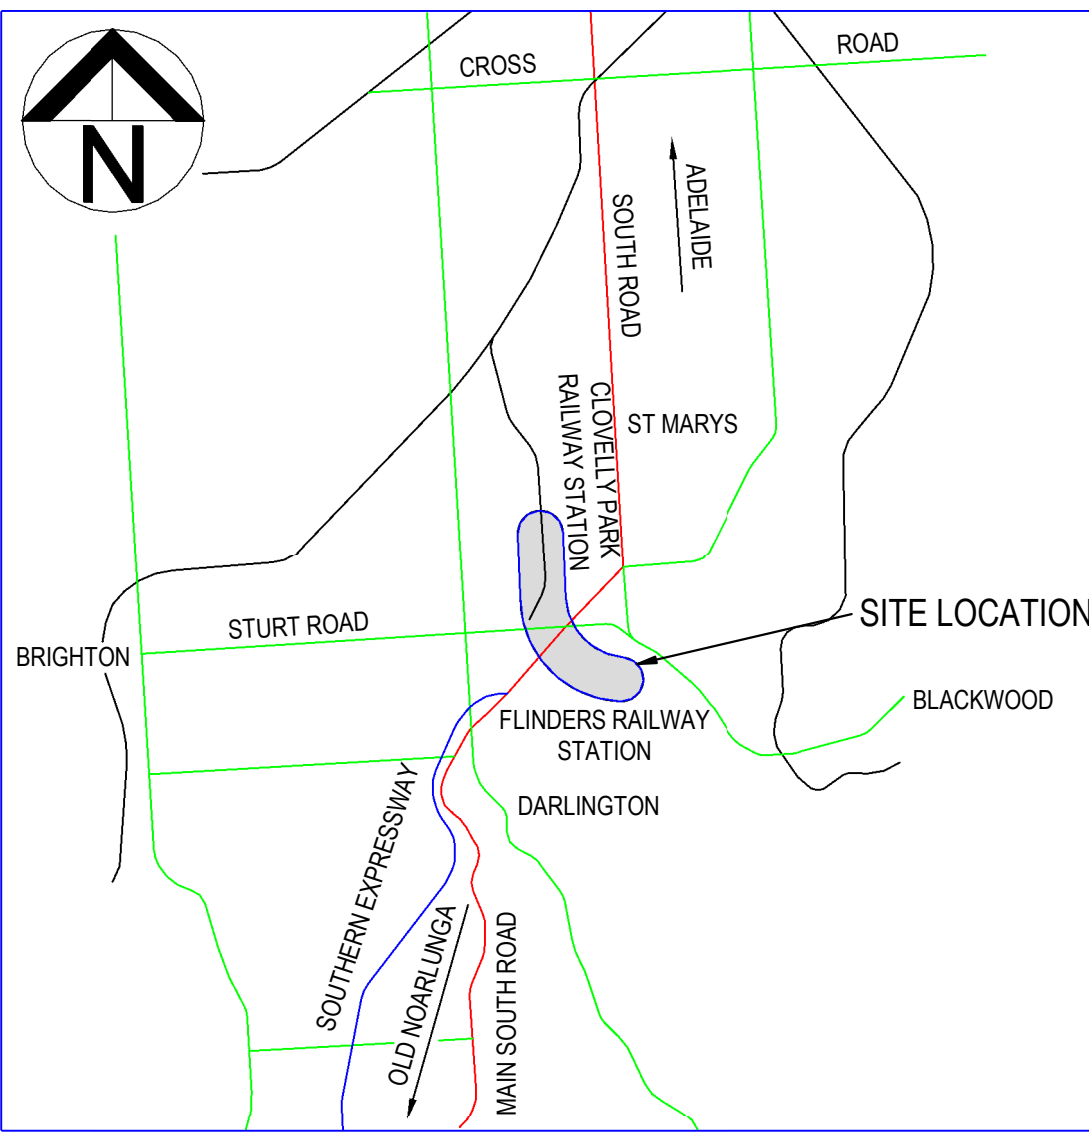 CROSS
ROAD
N
ADELAIDE
SOUTH ROAD
CLOVELLY PARK
RAILWAY STATION
ST MARYS
SITE LOCATION
STURT ROAD
BRIGHTON
BLACKWOOD
FLINDERS RAILWAY
STATION
DARLINGTON
SOUTHERN EXPRESSWAY
OLD NOARLUNGA
MAIN SOUTH ROAD